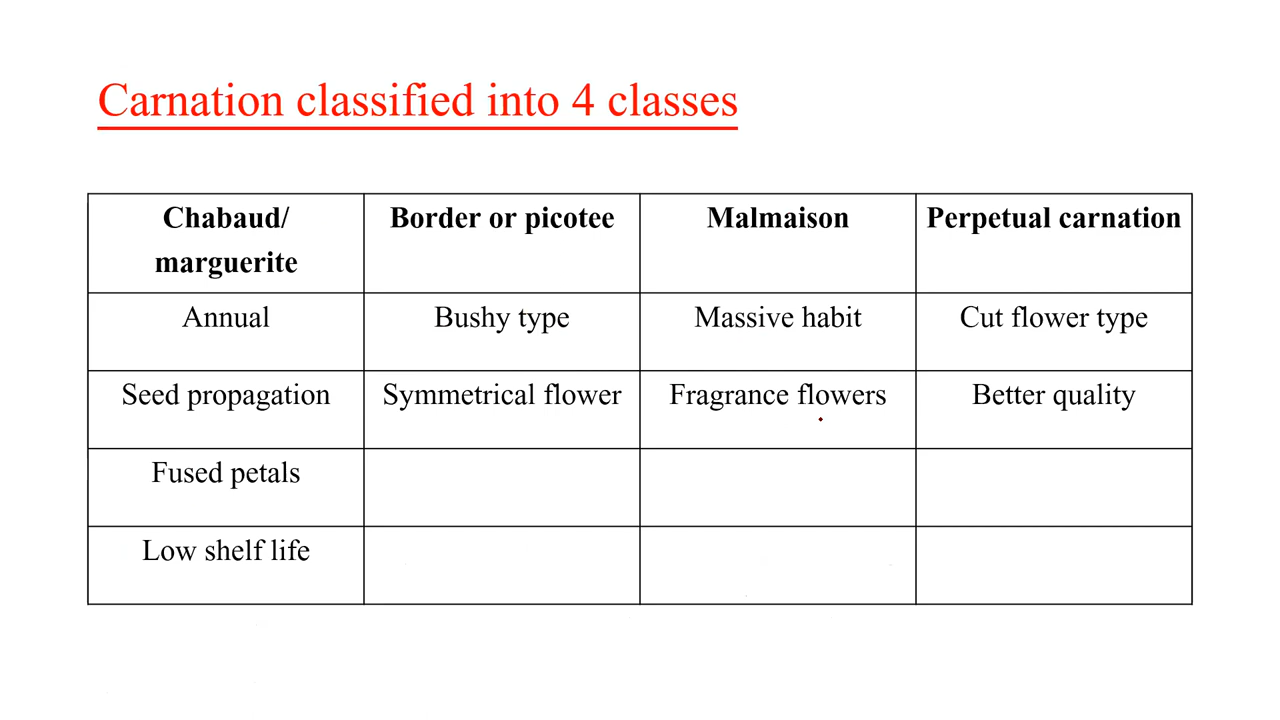 Carnation classified into 4 classes
Chabaud/
marguerite
Border or picotee
Malmaison
Perpetual carnation
Annual
Bushy type
Massive habit
Cut flower type
Seed propagation
Symmetrical flower
Fragrance flowers
Better quality
Fused petals
Low shelf life